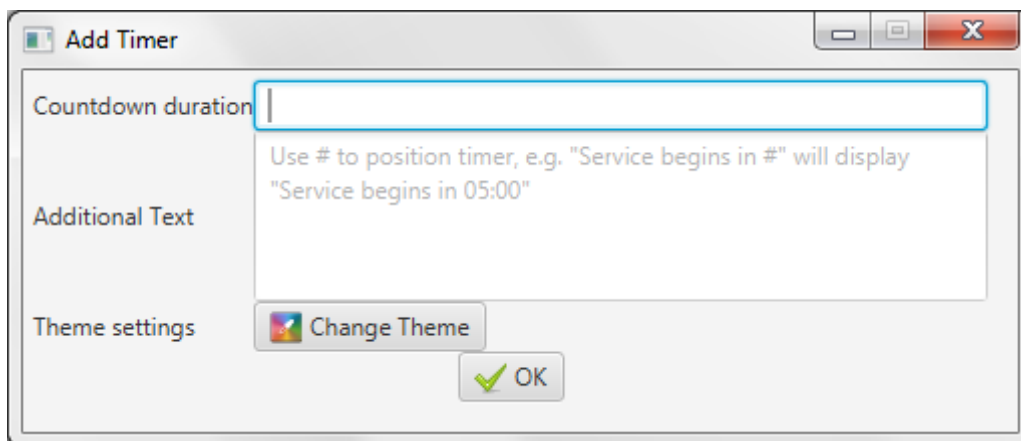 Add Timer
Countdown duration
Use # to position timer, e.g. "Service begins in #" will display
"Service begins in 05:00"
Additional Text
Theme settings
Change Theme
OK